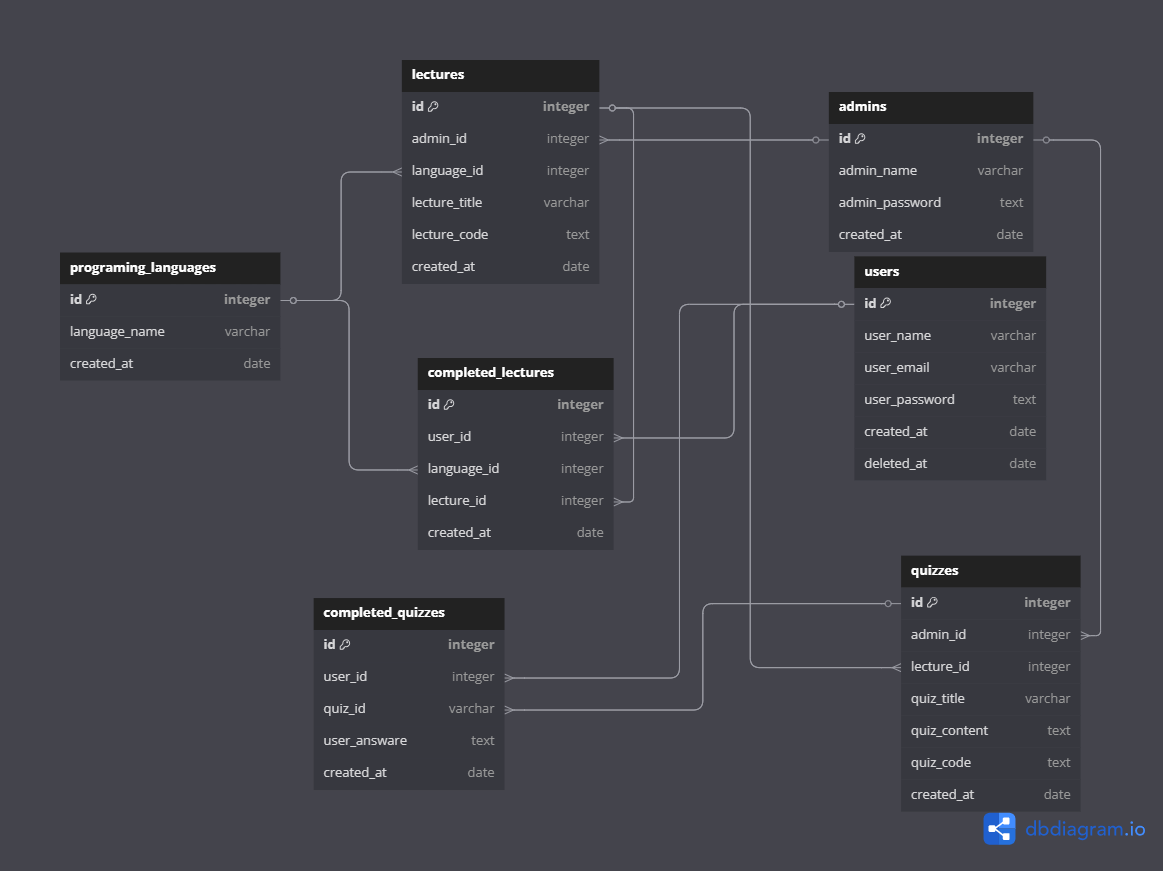 lectures
id integer
admin_id integer
language_id integer
lecture_title varchar
lecture_code text
created_at date
admins
id integer
admin_name varchar
admin_password text
created_at date
programing_languages
id integer
language_name varchar
created_at date
users
id integer
user_name varchar
user_email varchar
user_password text
created_at date
deleted_at date
completed_lectures
id integer
user_id integer
language_id integer
lecture_id integer
created_at date
quizzes
id integer
admin_id integer
lecture_id integer
quiz_title varchar
quiz_content text
quiz_code text
created_at date
completed_quizzes
id integer
user_id integer
quiz_id varchar
user_answare text
created_at date
dbdiagram.io